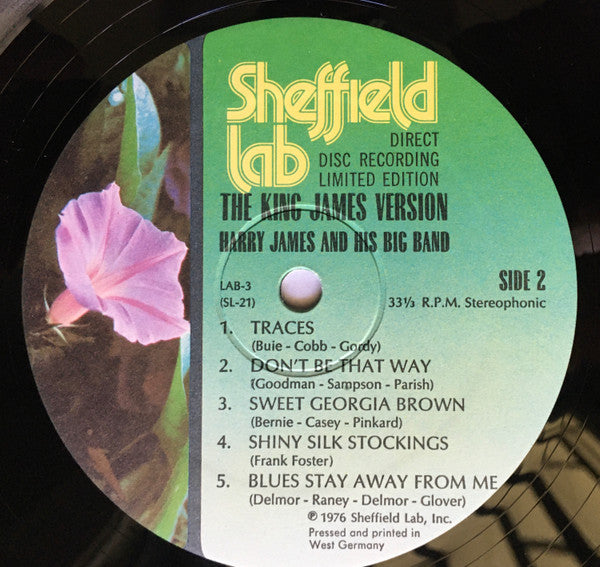 Sheffield
Lab
DIRECT
DISC RECORDING
LIMITED EDITION
THE KING JAMES VERSION
HARRY JAMES AND HIS BIG BAND
LAB-3
(SL-21)
SIDE 2
33⅓ R.P.M. Stereophonic
1. TRACES
(Buie - Cobb - Gordy)
2. DON'T BE THAT WAY
(Goodman - Sampson - Parish)
3. SWEET GEORGIA BROWN
(Bernie - Casey - Pinkard)
4. SHINY SILK STOCKINGS
(Frank Foster)
5. BLUES STAY AWAY FROM ME
(Delmor - Raney - Delmor - Glover)
℗ 1976 Sheffield Lab, Inc.
Pressed and printed in
West Germany